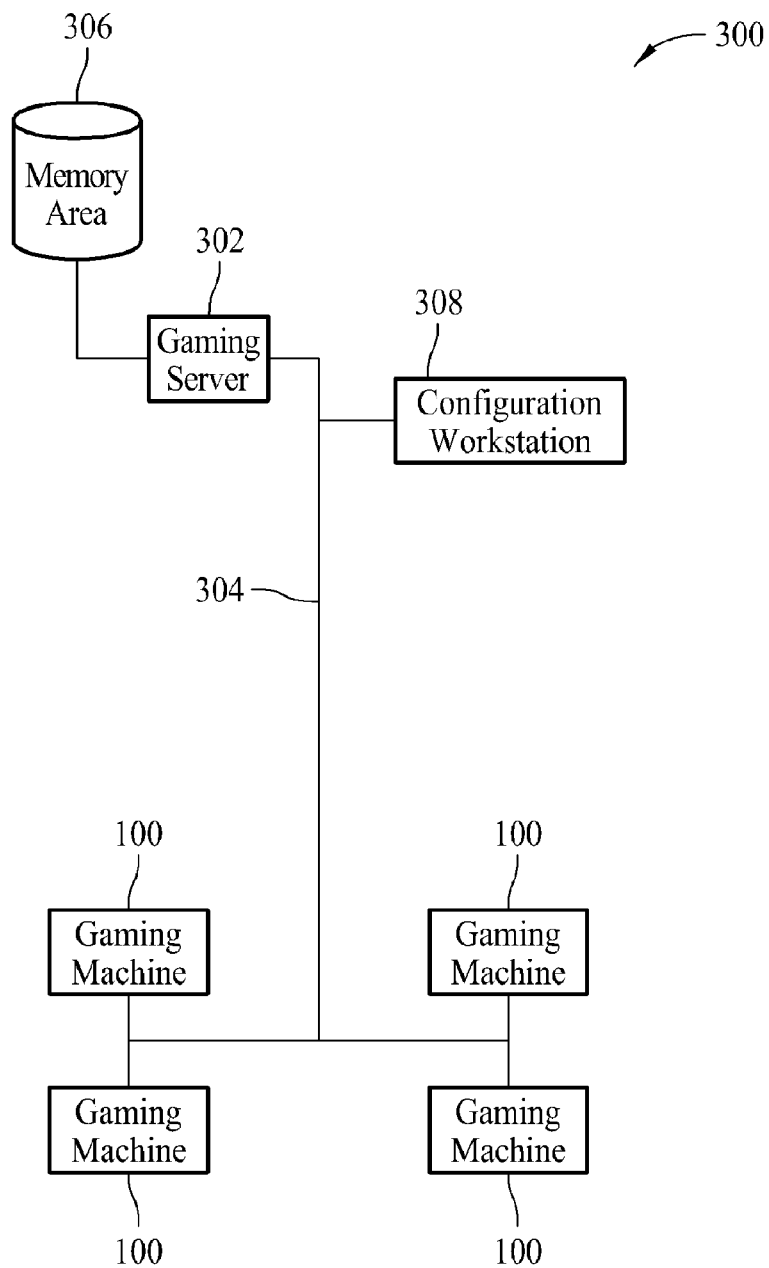 306
300
Memory
Area
302
Gaming
Server
308
Configuration
Workstation
304
100
100
Gaming
Machine
Gaming
Machine
Gaming
Machine
Gaming
Machine
100
100